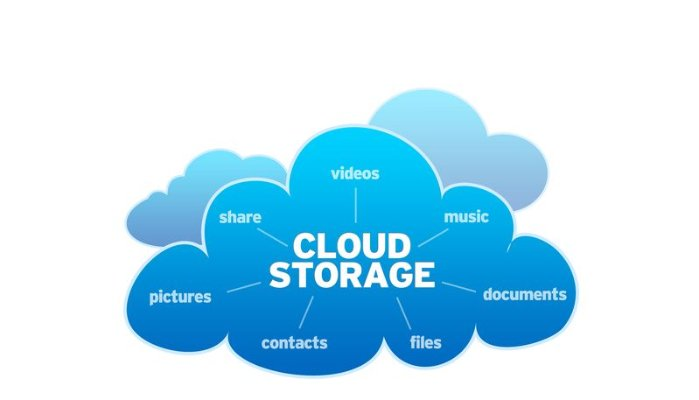 videos
share
music
CLOUD
STORAGE
pictures
documents
contacts
files